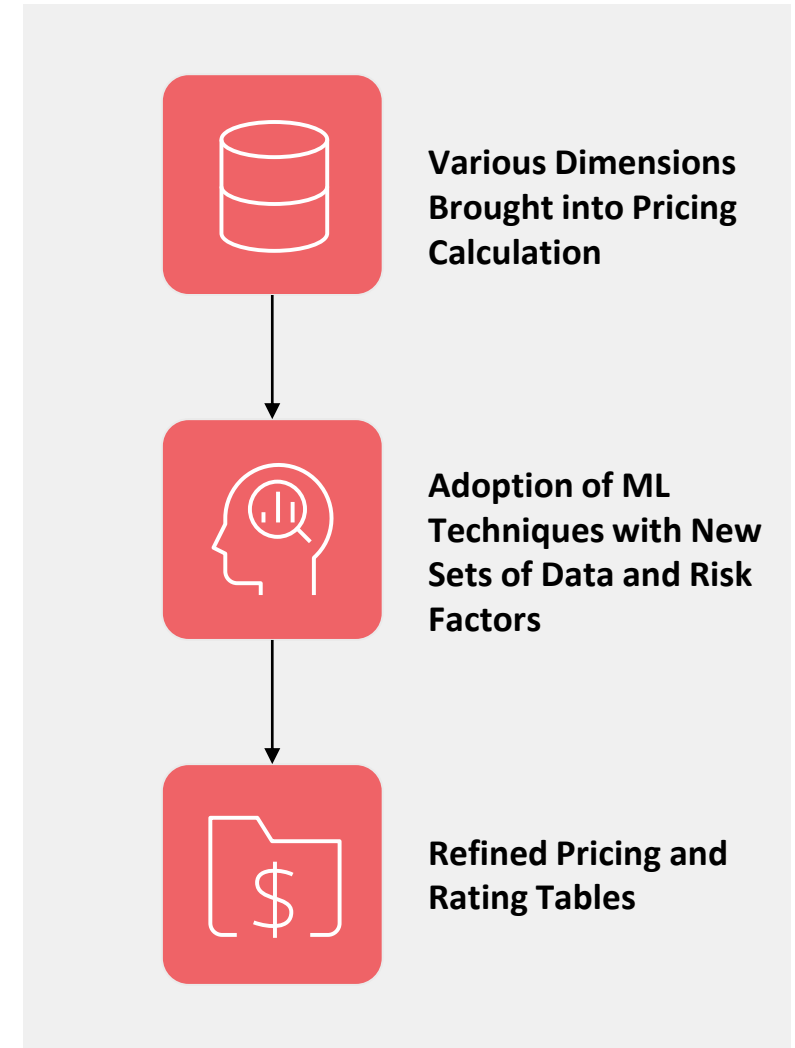 Various Dimensions
Brought into Pricing
Calculation
Adoption of ML
Techniques with New
Sets of Data and Risk
Factors
$
Refined Pricing and
Rating Tables